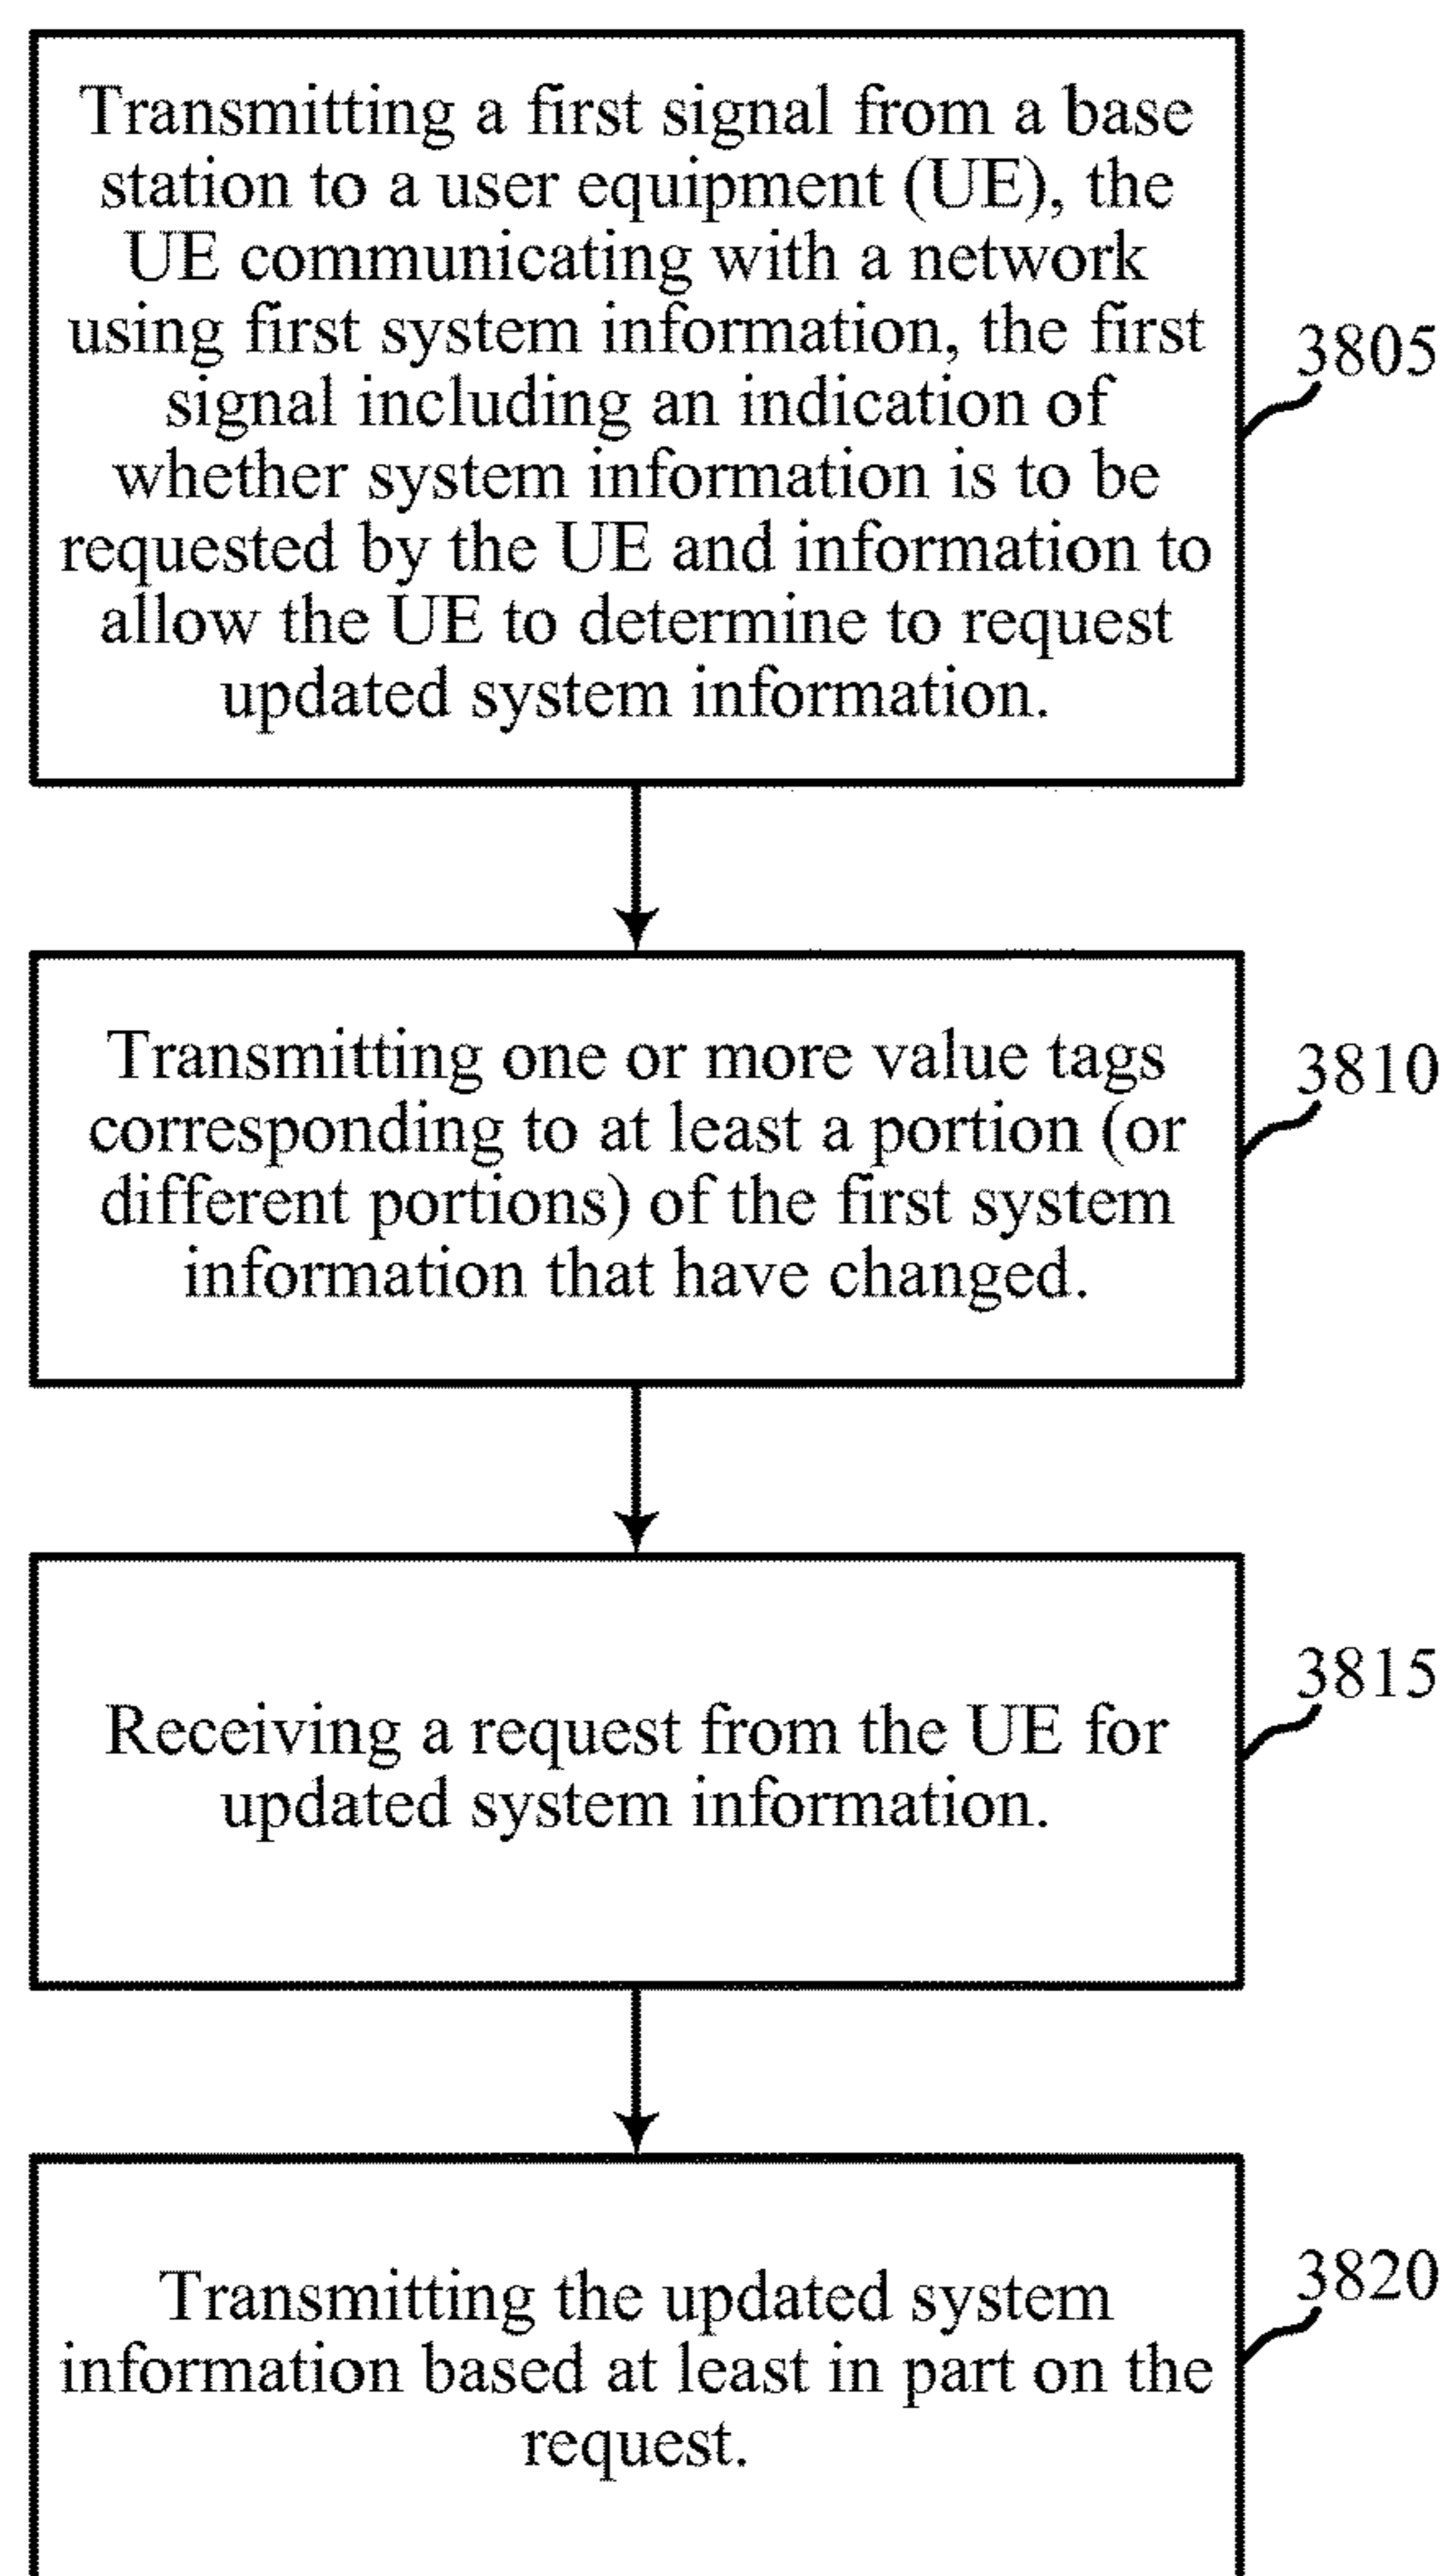 Transmitting a first signal from a base
station to a user equipment (UE), the
UE communicating with a network
using first system information, the first
signal including an indication of
whether system information is to be
requested by the UE and information to
allow the UE to determine to request
updated system information.
3805
Transmitting one or more value tags
corresponding to at least a portion (or
different portions) of the first system
information that have changed.
3810
Receiving a request from the UE for
updated system information.
3815
Transmitting the updated system
information based at least in part on the
request.
3820